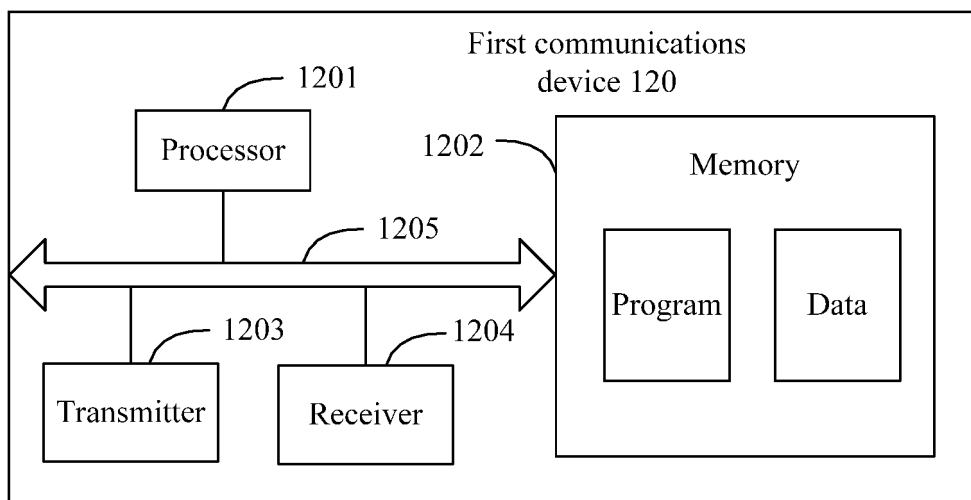 First communications
device 120
1201
Processor
1202
Memory
1205
Program
Data
1203
1204
Transmitter
Receiver